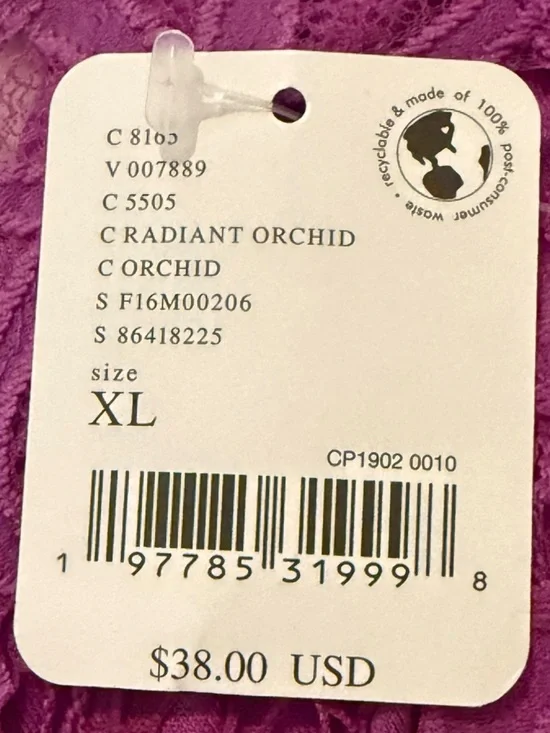 C 8165
V 007889
C 5505
C RADIANT ORCHID
C ORCHID
S F16M00206
S 86418225
size
XL
recyclable & made of 100% post-consumer waste •
CP1902 0010
1 97785 31999 8
$38.00 USD